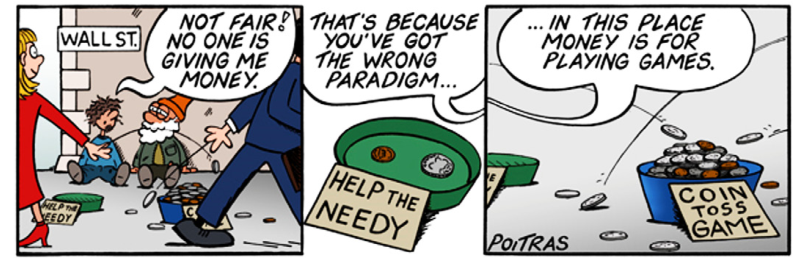 WALL ST.
NOT FAIR!
NO ONE IS
GIVING ME
MONEY.
HELP THE
NEEDY
C
THAT'S BECAUSE
YOU'VE GOT
THE WRONG
PARADIGM...
HELP THE
NEEDY
...IN THIS PLACE
MONEY IS FOR
PLAYING GAMES.
COIN
TOSS
GAME
POITRAS